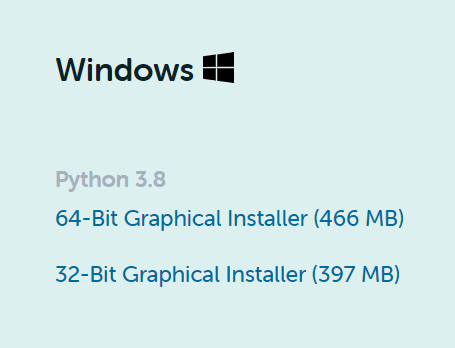 Windows
Python 3.8
64-Bit Graphical Installer (466 MB)
32-Bit Graphical Installer (397 MB)